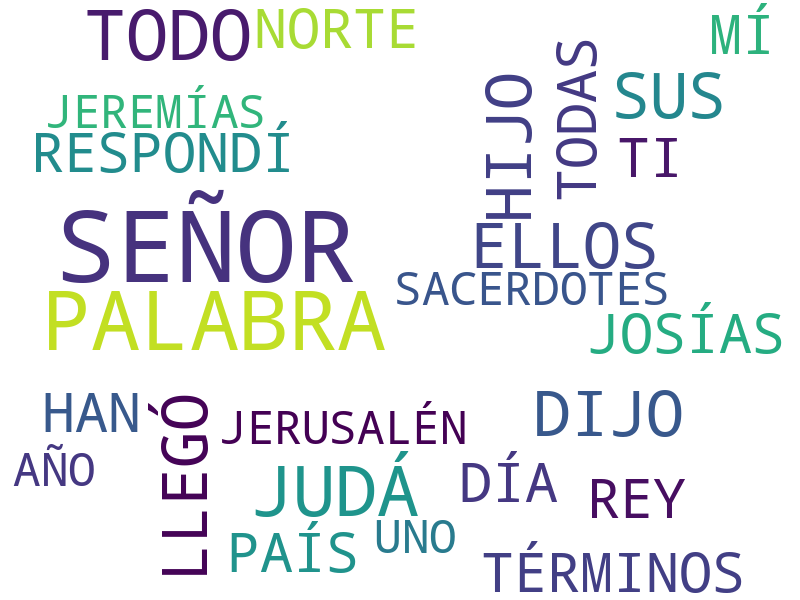 TODO
NORTE
MÍ
JEREMÍAS
RESPONDÍ
HIJO
TODAS
SUS
TI
SEÑOR
ELLOS
SACERDOTES
PALABRA
JOSÍAS
HAN
LLEGÓ
JERUSALÉN
DIJO
AÑO
JUDÁ
DÍA
REY
PAÍS
UNO
TÉRMINOS